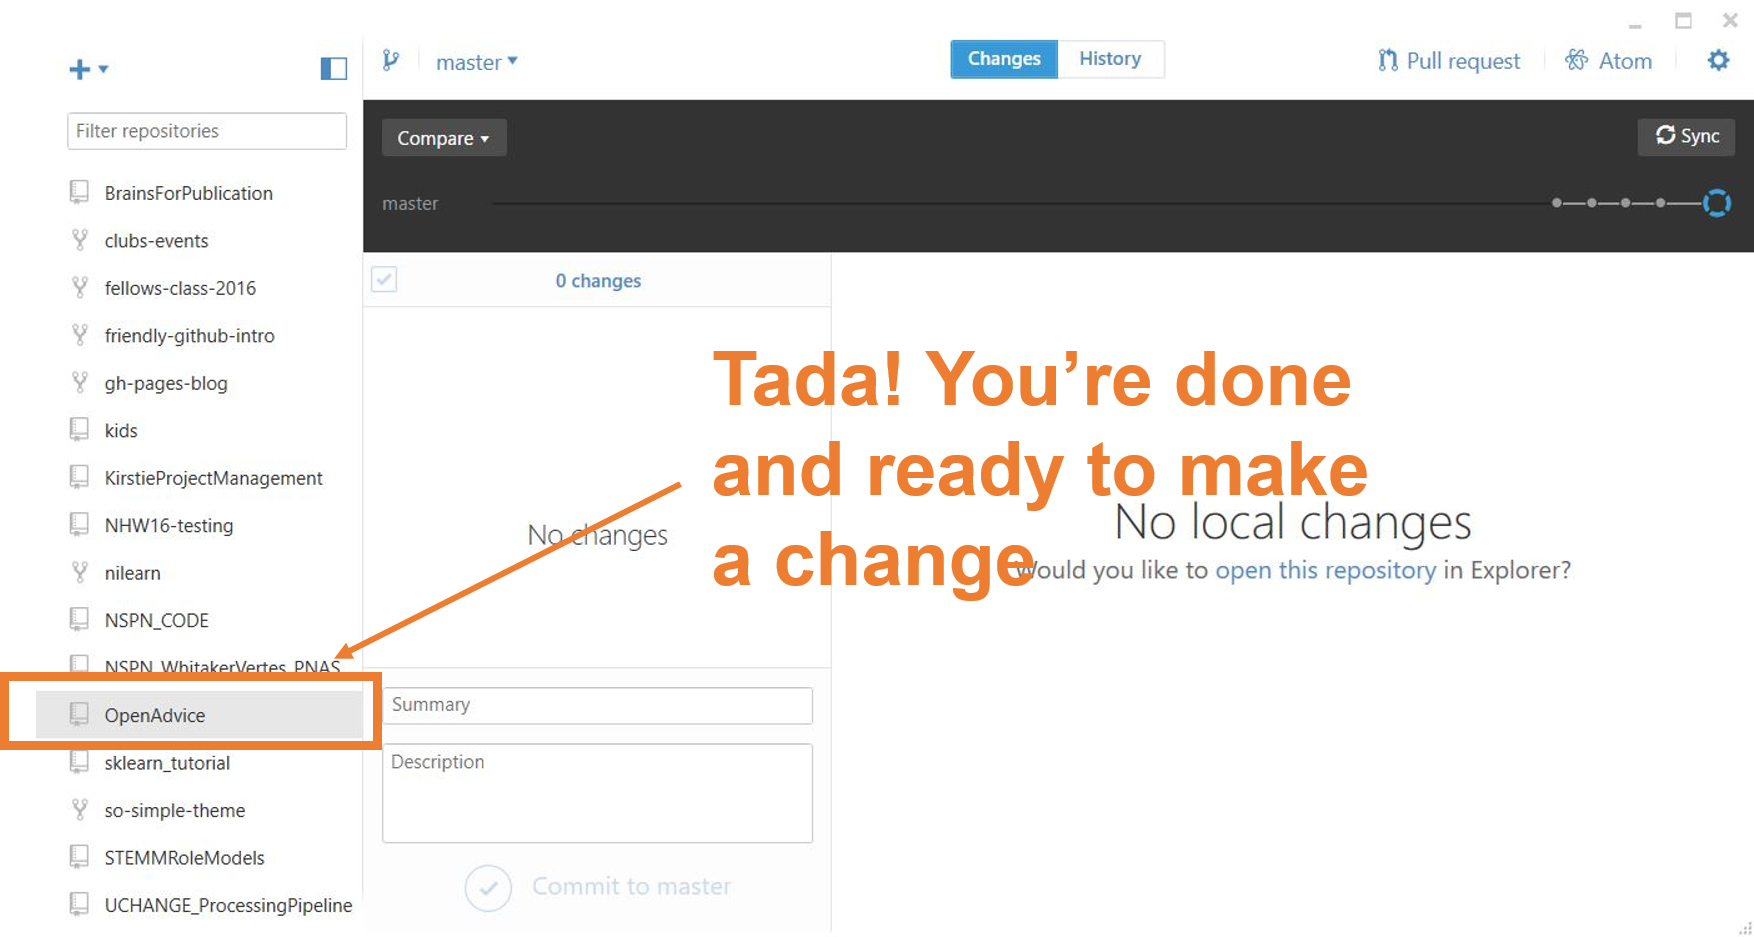 master
Changes
History
Pull request
Atom
Filter repositories
Compare
Sync
master
BrainsForPublication
clubs-events
fellows-class-2016
friendly-github-intro
gh-pages-blog
kids
KirstieProjectManagement
NHW16-testing
nilearn
NSPN_CODE
NSPN_WhitakerVertes_PNAS
OpenAdvice
sklearn_tutorial
so-simple-theme
STEMMRoleModels
UCHANGE_ProcessingPipeline
0 changes
No changes
Summary
Description
Commit to master
Tada! You’re done
and ready to make
a change
No local changes
Would you like to open this repository in Explorer?